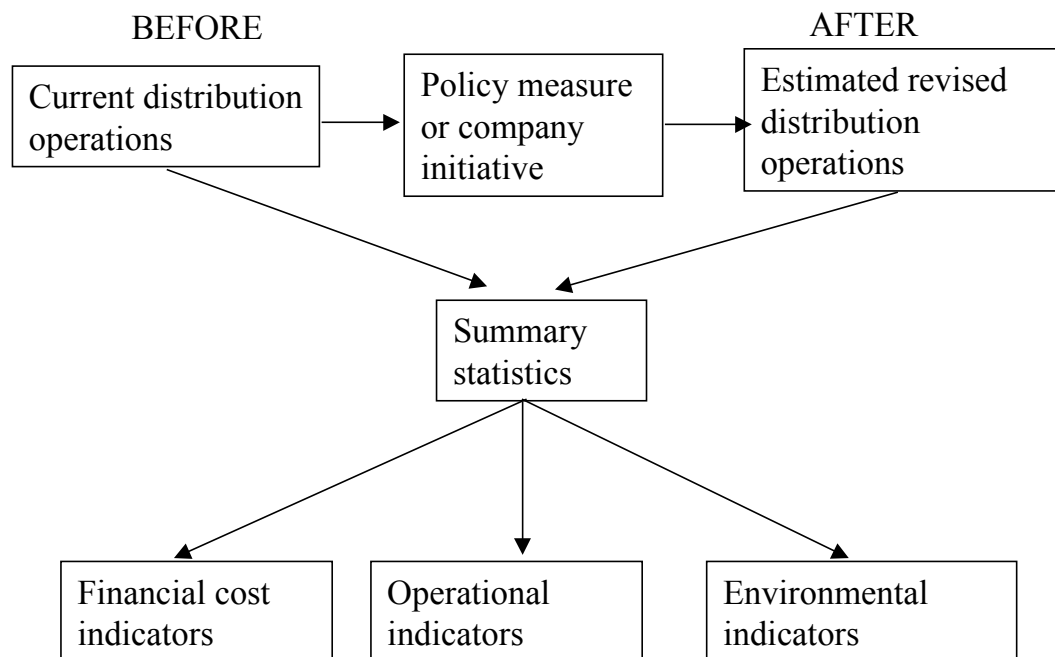 BEFORE
AFTER
Current distribution
operations
Policy measure
or company
initiative
Estimated revised
distribution
operations
Summary
statistics
Financial cost
indicators
Operational
indicators
Environmental
indicators